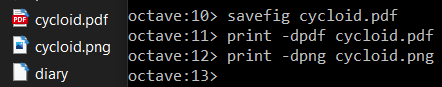 cycloid.pdf
cycloid.png
diary
octave:10> savefig cycloid.pdf
octave:11> print -dpdf cycloid.pdf
octave:12> print -dpng cycloid.png
octave:13>